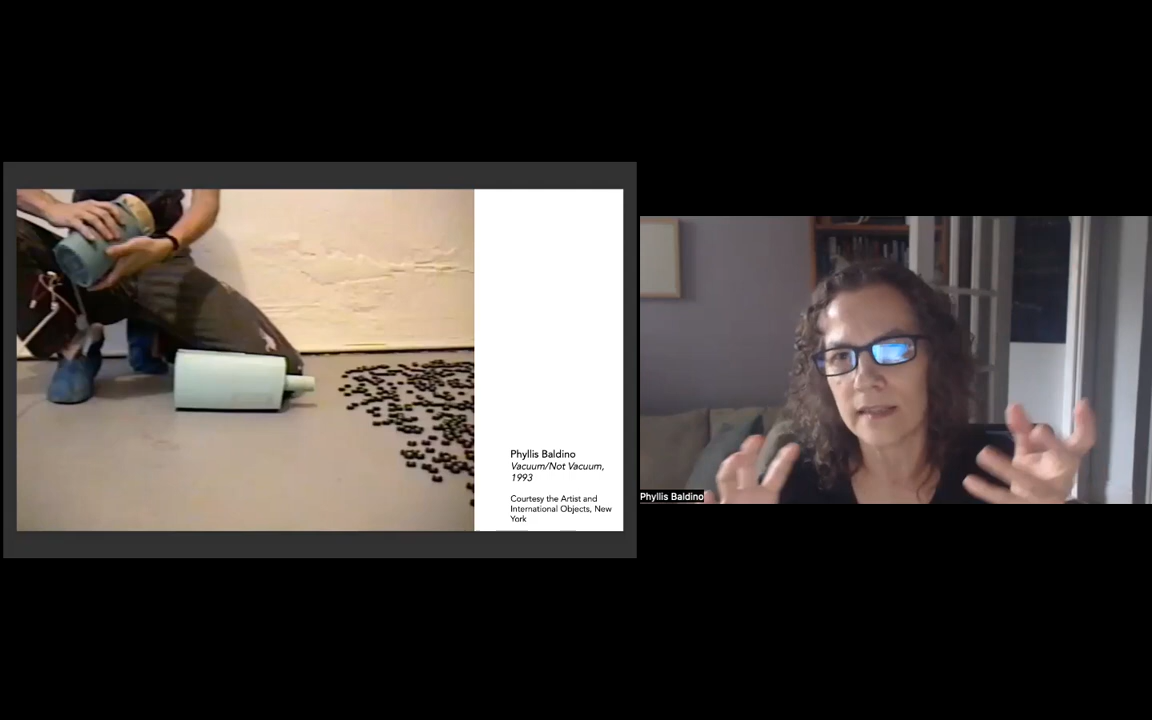 Phyllis Baldino
Vacuum/Not Vacuum,
1993
Courtesy the Artist and
International Objects, New
York
Phyllis Baldino